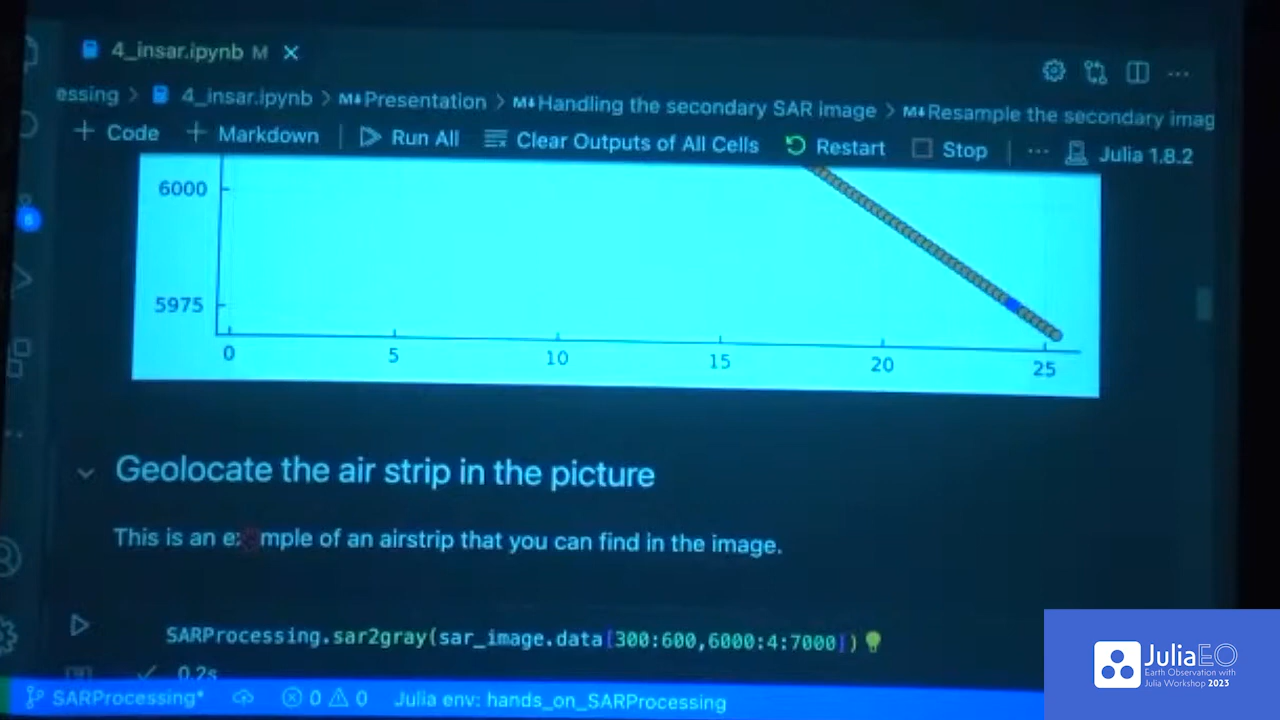 4_insar.ipynb M
essing > 4_insar.ipynb > M↓Presentation > M↓Handling the secondary SAR image > M↓Resample the secondary imag
+ Code + Markdown | Run All Clear Outputs of All Cells Restart Stop | ... Julia 1.8.2
6000
5975
0 5 10 15 20 25
Geolocate the air strip in the picture
This is an example of an airstrip that you can find in the image.
SARProcessing.sar2gray(sar_image.data[300:600,6000:4:7000])
0.2s
SARProcessing* 0 0 Julia env: hands_on_SARProcessing
JuliaEO
Earth Observation with
Julia Workshop 2023